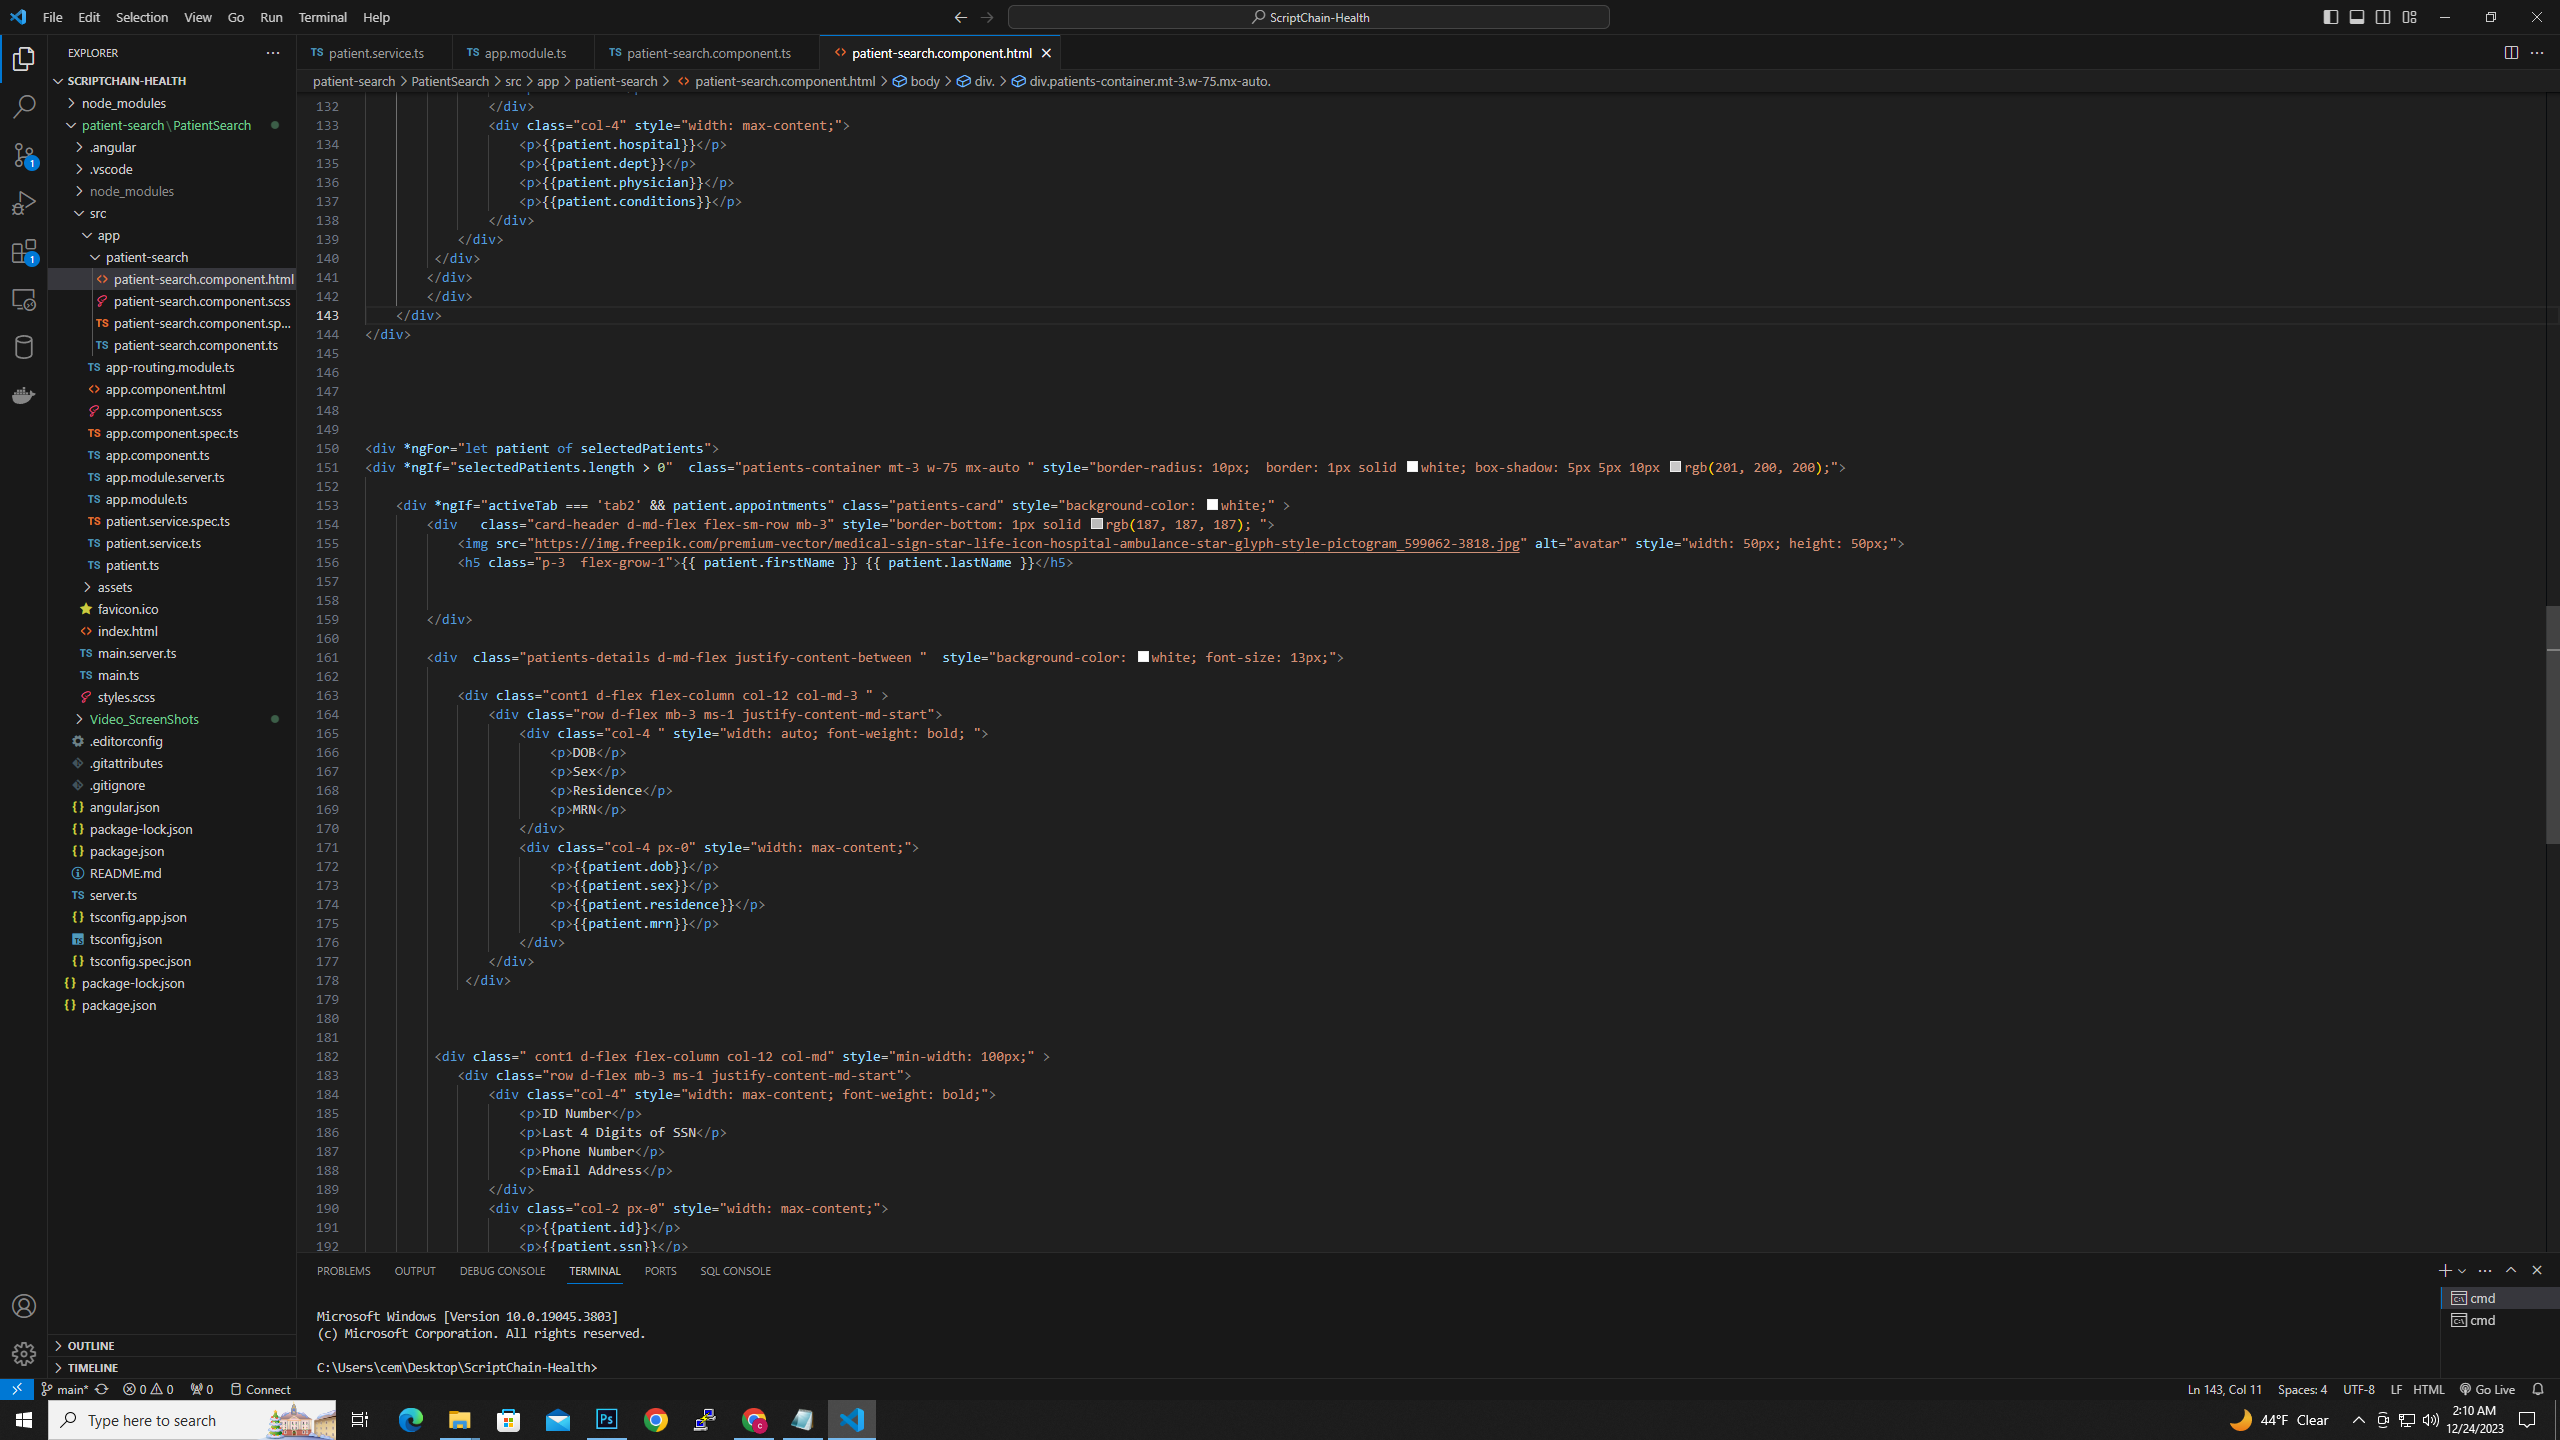 File Edit Selection View Go Run Terminal Help
ScriptChain-Health
EXPLORER
SCRIPTCHAIN-HEALTH
node_modules
patient-search\PatientSearch
.angular
.vscode
node_modules
src
app
patient-search
patient-search.component.html
patient-search.component.scss
patient-search.component.sp...
patient-search.component.ts
app-routing.module.ts
app.component.html
app.component.scss
app.component.spec.ts
app.component.ts
app.module.server.ts
app.module.ts
patient.service.spec.ts
patient.service.ts
patient.ts
assets
favicon.ico
index.html
main.server.ts
main.ts
styles.scss
Video_ScreenShots
.editorconfig
.gitattributes
.gitignore
angular.json
package-lock.json
package.json
README.md
server.ts
tsconfig.app.json
tsconfig.json
tsconfig.spec.json
package-lock.json
package.json
OUTLINE
TIMELINE
patient.service.ts app.module.ts patient-search.component.ts patient-search.component.html
patient-search > PatientSearch > src > app > patient-search > patient-search.component.html > body > div. > div.patients-container.mt-3.w-75.mx-auto.
132 </div>
133 <div class="col-4" style="width: max-content;">
134 <p>{{patient.hospital}}</p>
135 <p>{{patient.dept}}</p>
136 <p>{{patient.physician}}</p>
137 <p>{{patient.conditions}}</p>
138 </div>
139 </div>
140 </div>
141 </div>
142 </div>
143 </div>
144 </div>
145
146
147
148
149
150 <div *ngFor="let patient of selectedPatients">
151 <div *ngIf="selectedPatients.length > 0"  class="patients-container mt-3 w-75 mx-auto " style="border-radius: 10px;  border: 1px solid white; box-shadow: 5px 5px 10px rgb(201, 200, 200);">
152
153 <div *ngIf="activeTab === 'tab2' && patient.appointments" class="patients-card" style="background-color: white;" >
154 <div   class="card-header d-md-flex flex-sm-row mb-3" style="border-bottom: 1px solid rgb(187, 187, 187); ">
155 <img src="https://img.freepik.com/premium-vector/medical-sign-star-life-icon-hospital-ambulance-star-glyph-style-pictogram_599062-3818.jpg" alt="avatar" style="width: 50px; height: 50px;">
156 <h5 class="p-3  flex-grow-1">{{ patient.firstName }} {{ patient.lastName }}</h5>
157
158
159 </div>
160
161 <div  class="patients-details d-md-flex justify-content-between "  style="background-color: white; font-size: 13px;">
162
163 <div class="cont1 d-flex flex-column col-12 col-md-3 " >
164 <div class="row d-flex mb-3 ms-1 justify-content-md-start">
165 <div class="col-4 " style="width: auto; font-weight: bold; ">
166 <p>DOB</p>
167 <p>Sex</p>
168 <p>Residence</p>
169 <p>MRN</p>
170 </div>
171 <div class="col-4 px-0" style="width: max-content;">
172 <p>{{patient.dob}}</p>
173 <p>{{patient.sex}}</p>
174 <p>{{patient.residence}}</p>
175 <p>{{patient.mrn}}</p>
176 </div>
177 </div>
178 </div>
179
180
181
182 <div class=" cont1 d-flex flex-column col-12 col-md" style="min-width: 100px;" >
183 <div class="row d-flex mb-3 ms-1 justify-content-md-start">
184 <div class="col-4" style="width: max-content; font-weight: bold;">
185 <p>ID Number</p>
186 <p>Last 4 Digits of SSN</p>
187 <p>Phone Number</p>
188 <p>Email Address</p>
189 </div>
190 <div class="col-2 px-0" style="width: max-content;">
191 <p>{{patient.id}}</p>
192 <p>{{patient.ssn}}</p>
PROBLEMS OUTPUT DEBUG CONSOLE TERMINAL PORTS SQL CONSOLE
Microsoft Windows [Version 10.0.19045.3803]
(c) Microsoft Corporation. All rights reserved.
C:\Users\cem\Desktop\ScriptChain-Health>
cmd
cmd
main* 0 0 0 Connect
Ln 143, Col 11 Spaces: 4 UTF-8 LF HTML Go Live
Type here to search
Ps
44°F Clear
2:10 AM
12/24/2023